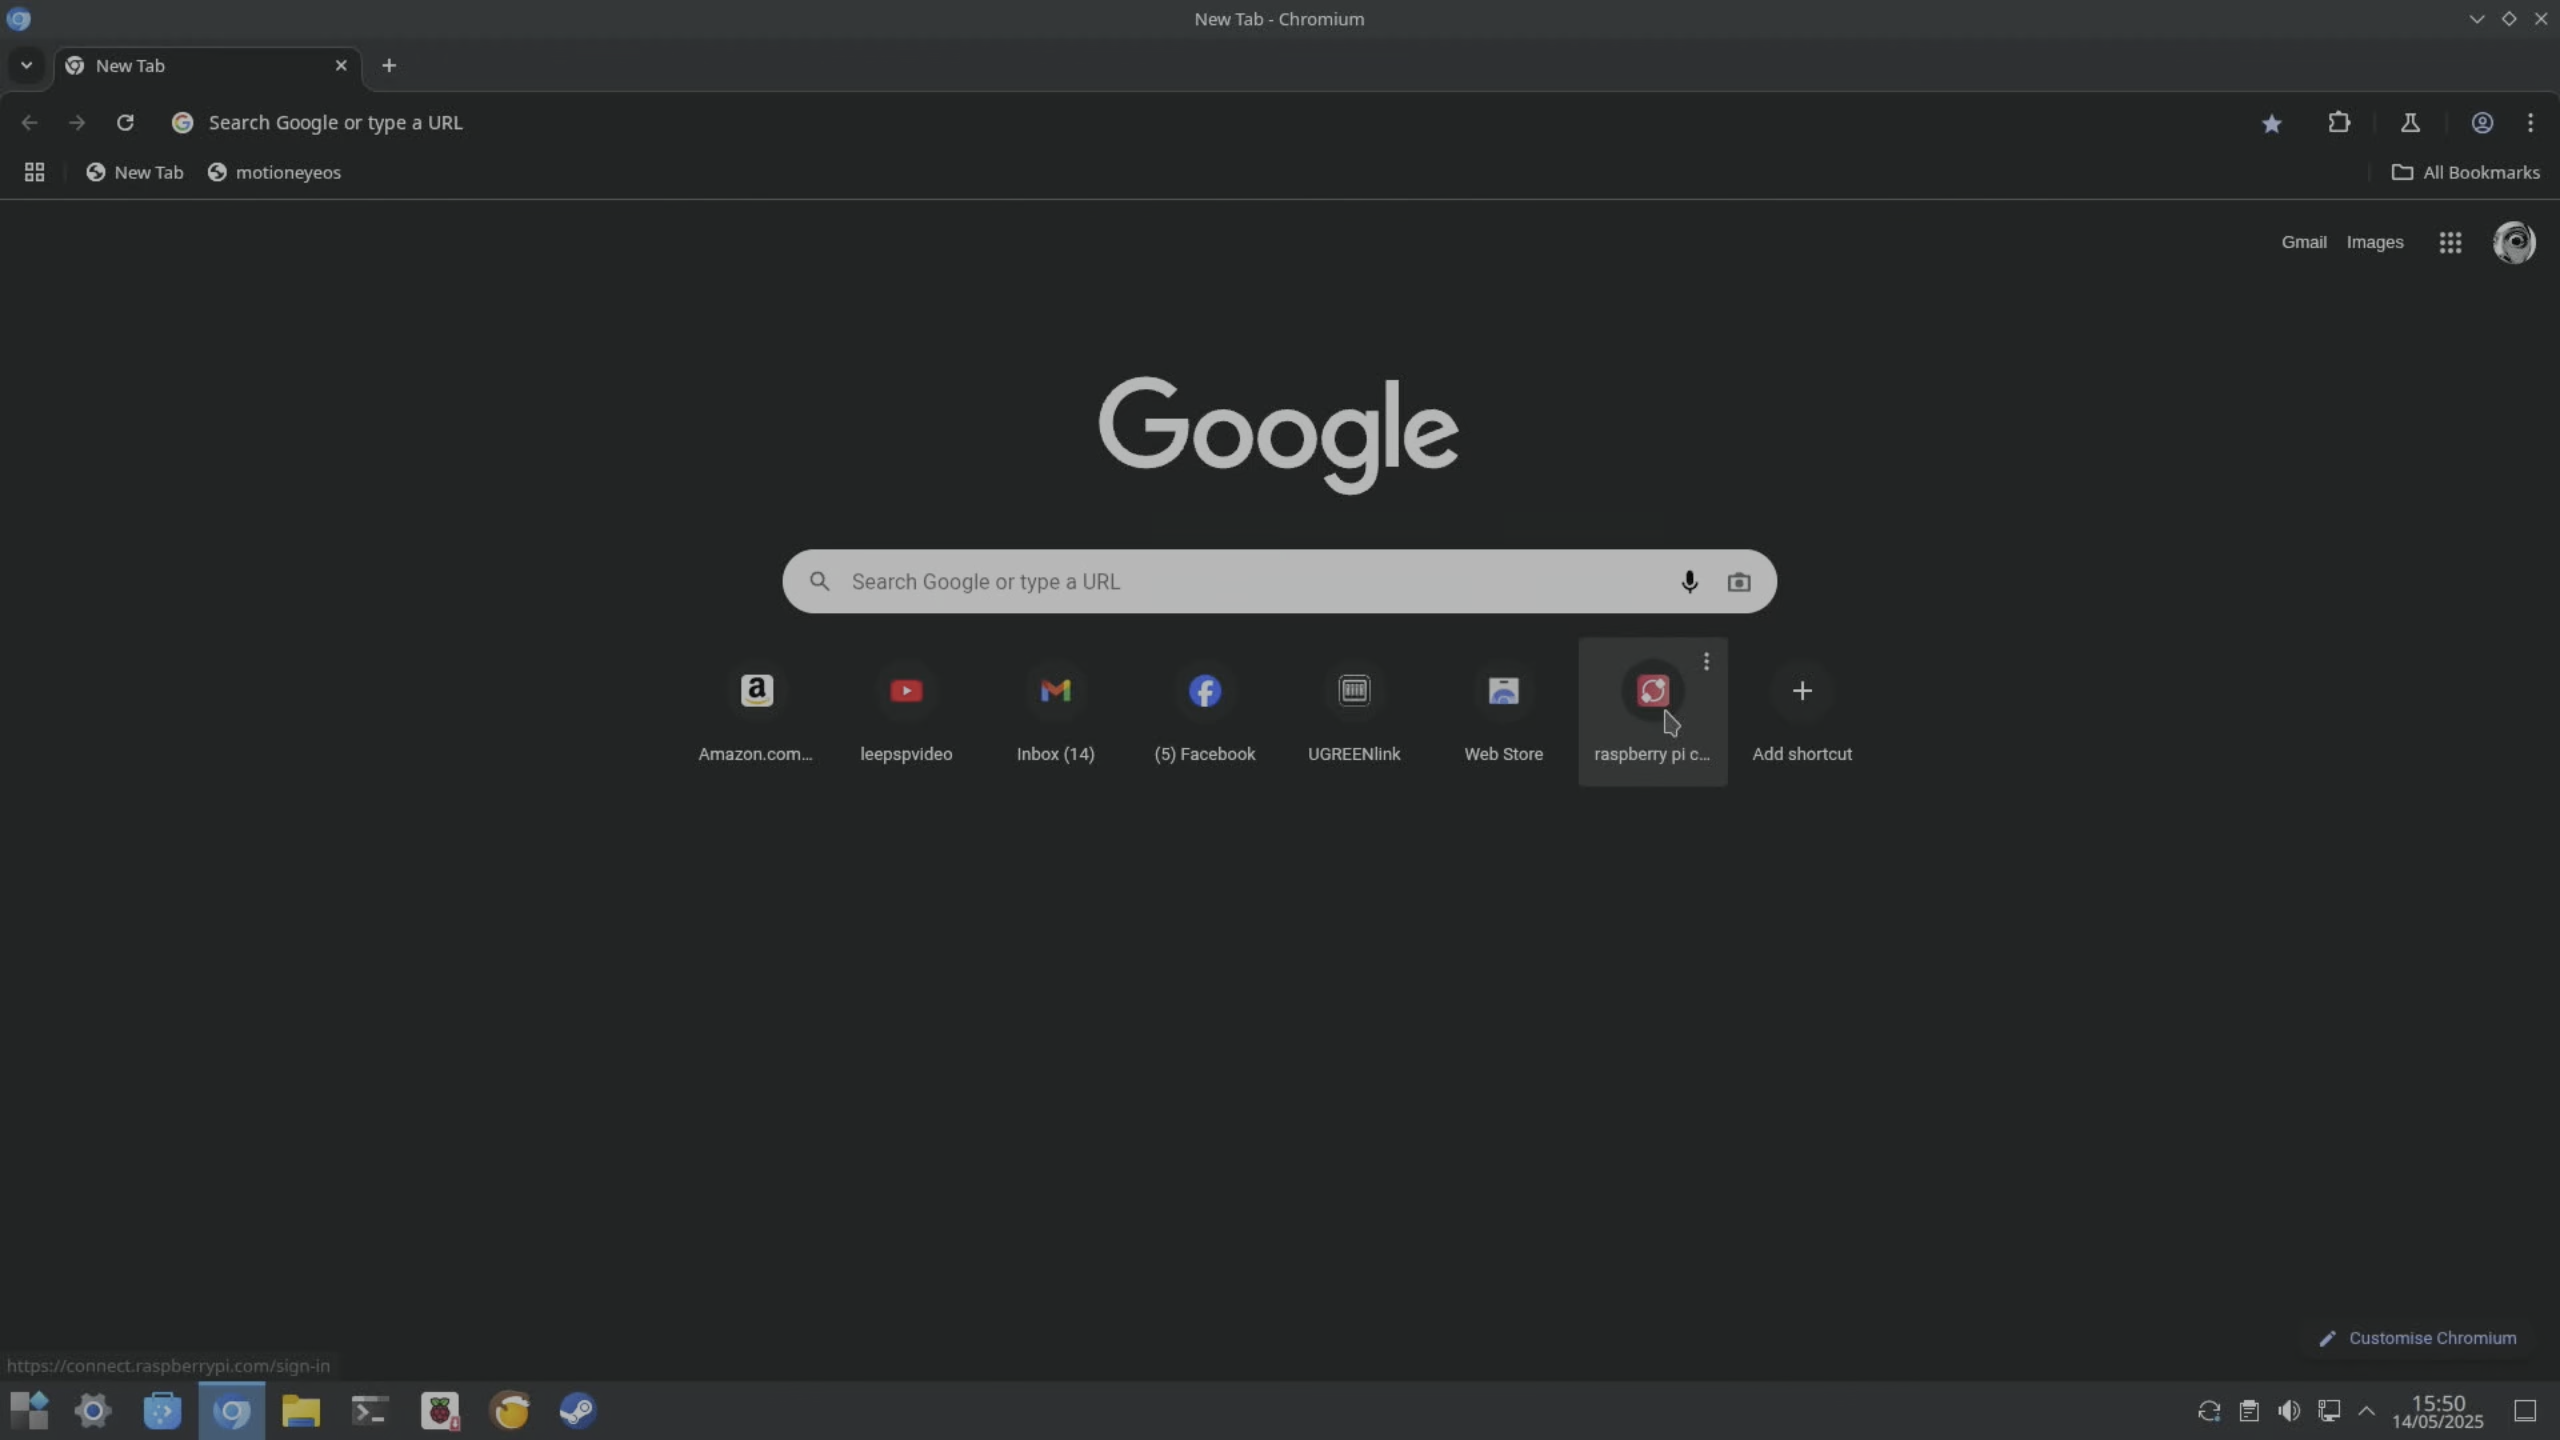 New Tab - Chromium
New Tab
Search Google or type a URL
New Tab
motioneyeos
All Bookmarks
Gmail
Images
Google
Search Google or type a URL
Amazon.com...
leepspvideo
Inbox (14)
(5) Facebook
UGREENlink
Web Store
raspberry pi c...
Add shortcut
Customise Chromium
https://connect.raspberrypi.com/sign-in
15:50
14/05/2025